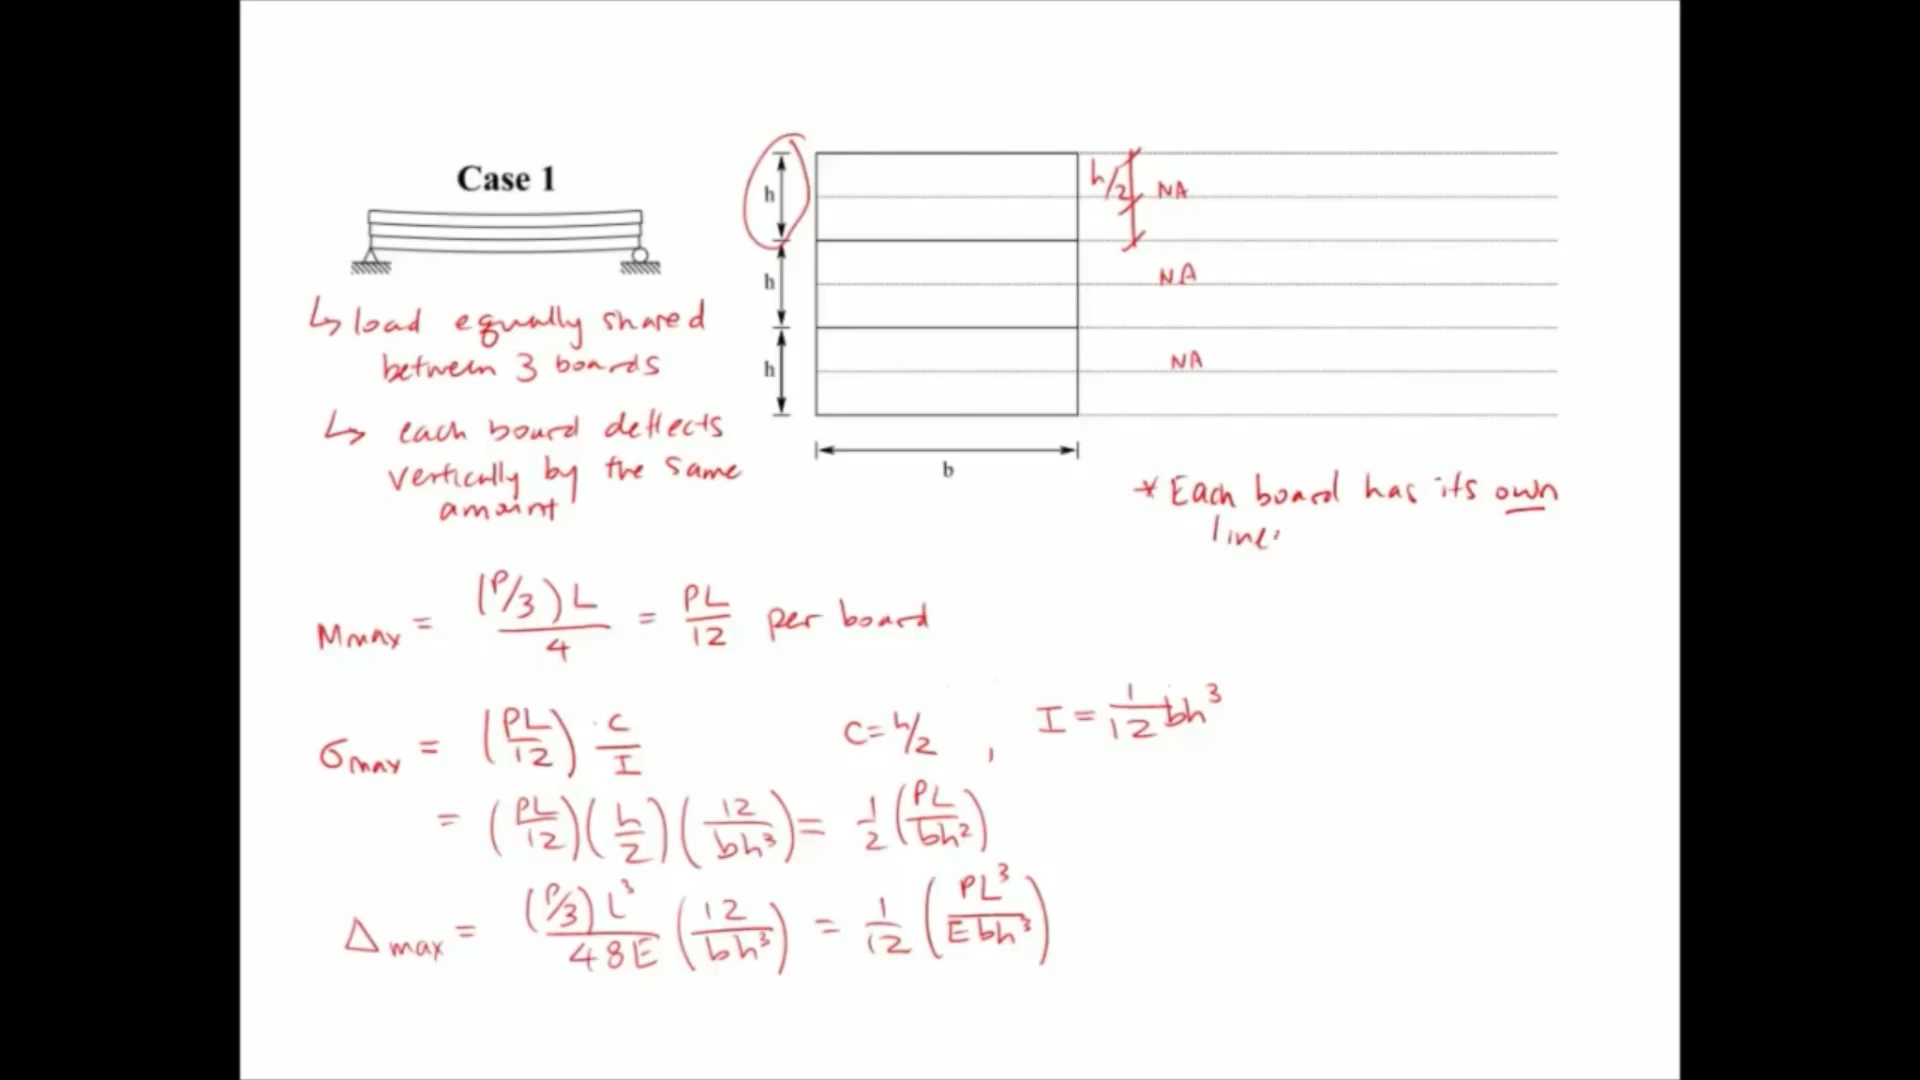 Case 1
h
h
h
b
h/2
NA
NA
NA
↳ load equally shared
between 3 boards
↳ each board deflects
vertically by the same
amount
* Each board has its own
line
Mmax = (P/3)L / 4 = PL/12 per board
σmax = (PL/12) · C/I
C = h/2 , I = 1/12 bh³
= (PL/12)(h/2)(12/bh³) = 1/2 (PL/bh²)
Δmax = (P/3)L³/48E (12/bh³) = 1/12 (PL³/Ebh³)